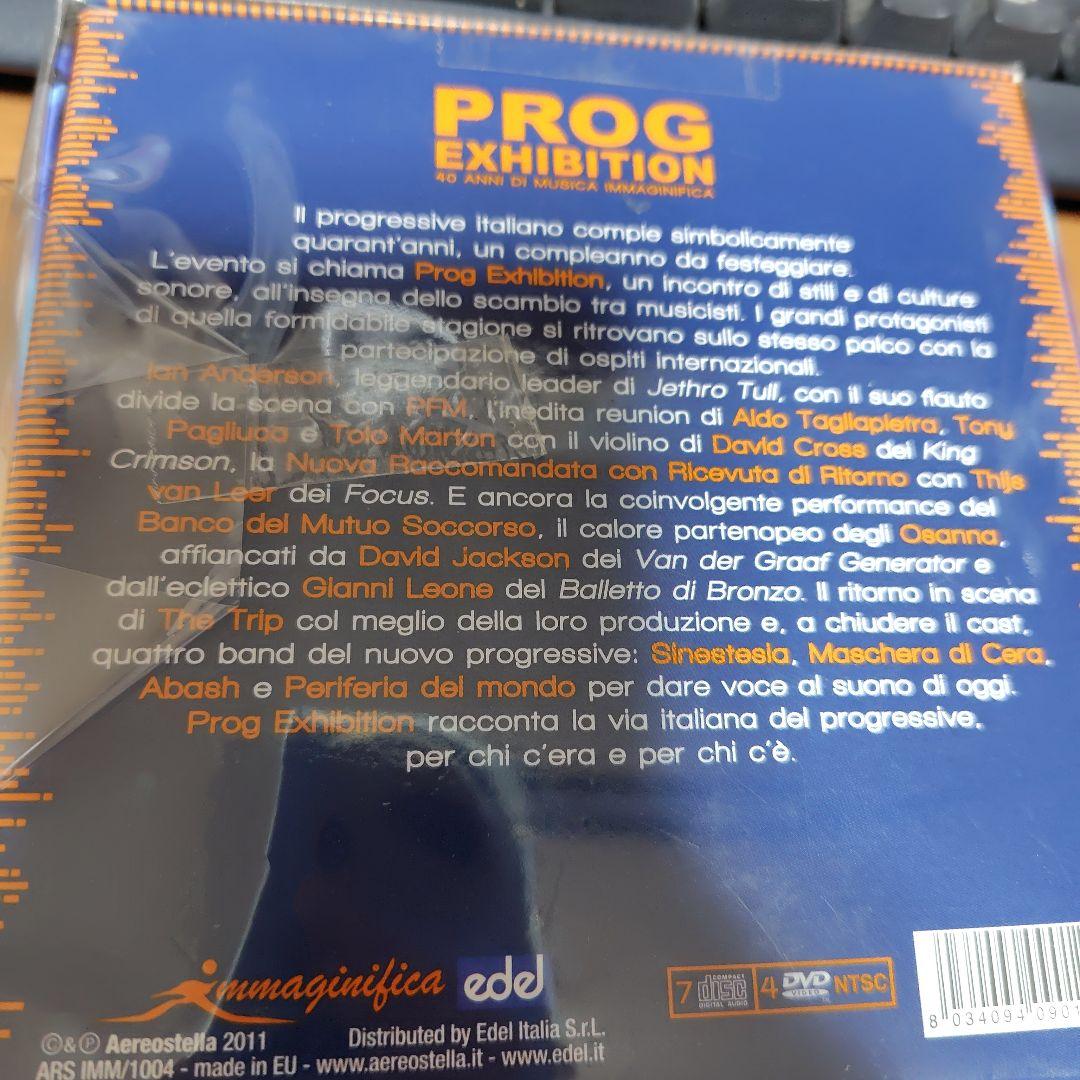 PROG
EXHIBITION
40 ANNI DI MUSICA IMMAGINIFICA
Il progressive italiano compie simbolicamente
quarant'anni, un compleanno da festeggiare.
L'evento si chiama Prog Exhibition, un incontro di stili e di culture
sonore, all'insegna dello scambio tra musicisti. I grandi protagonisti
di quella formidabile stagione si ritrovano sullo stesso palco con la
partecipazione di ospiti internazionali.
Ian Anderson, leggendario leader di Jethro Tull, con il suo flauto
divide la scena con PFM, l'inedita reunion di Aldo Tagliapietra, Tony
Pagliuca e Tolo Marton con il violino di David Cross dei King
Crimson, la Nuova Raccomandata con Ricevuta di Ritorno con Thijs
van Leer dei Focus. E ancora la coinvolgente performance del
Banco del Mutuo Soccorso, il calore partenopeo degli Osanna,
affiancati da David Jackson dei Van der Graaf Generator e
dall'eclettico Gianni Leone del Balletto di Bronzo. Il ritorno in scena
di The Trip col meglio della loro produzione e, a chiudere il cast,
quattro band del nuovo progressive: Sinestesia, Maschera di Cera,
Abash e Periferia del mondo per dare voce al suono di oggi.
Prog Exhibition racconta la via italiana del progressive,
per chi c'era e per chi c'è.
immaginifica edel
7 COMPACT disc DIGITAL AUDIO 4 DVD VIDEO NTSC
©&℗ Aereostella 2011 Distributed by Edel Italia S.r.L.
ARS IMM/1004 - made in EU - www.aereostella.it - www.edel.it
8 034094 0901